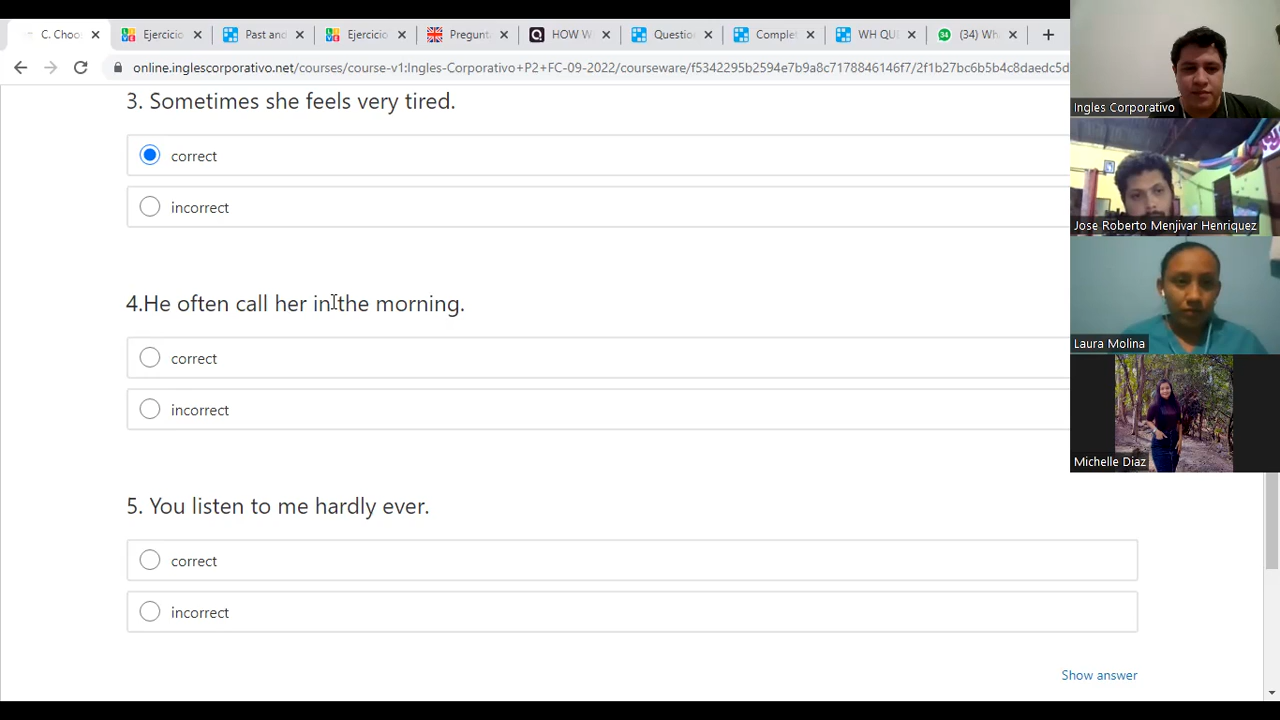 C. Choo
Ejercicio
Past and
Ejercicio
Pregunt
HOW W
Questio
Complet
WH QUE
(34) Wh
online.inglescorporativo.net/courses/course-v1:Ingles-Corporativo+P2+FC-09-2022/courseware/f5342295b2594e7b9a8c7178846146f7/2f1b27bc6b5b4c8daedc5d
3. Sometimes she feels very tired.
correct
incorrect
4.He often call her in the morning.
correct
incorrect
5. You listen to me hardly ever.
correct
incorrect
Show answer
Ingles Corporativo
Jose Roberto Menjivar Henriquez
Laura Molina
Michelle Diaz